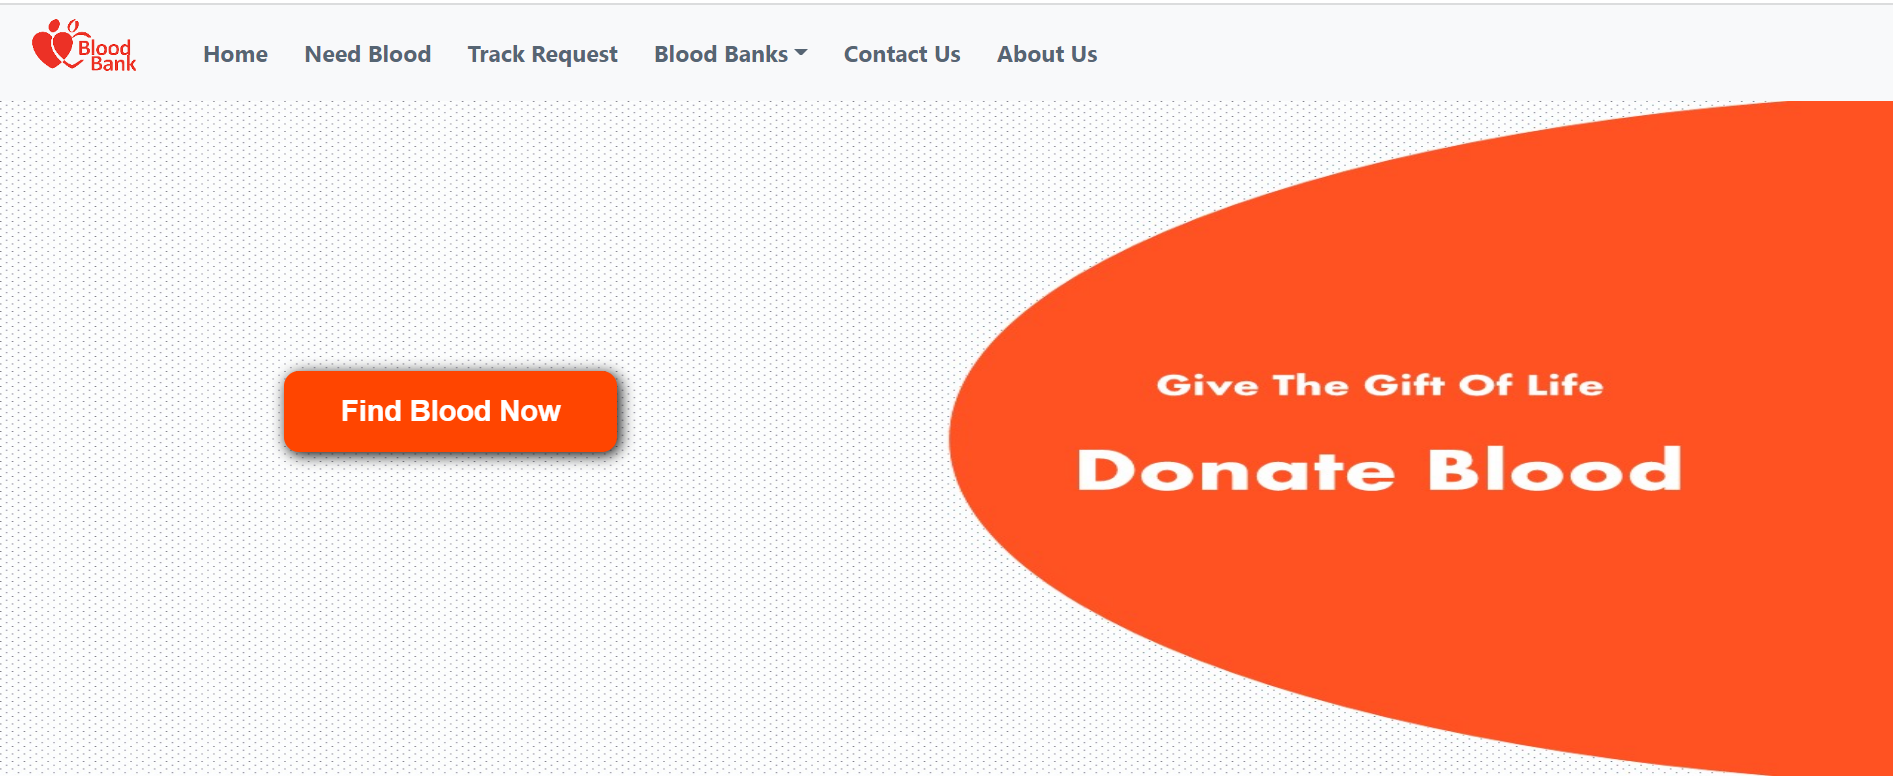 Blood
Bank
Home
Need Blood
Track Request
Blood Banks
Contact Us
About Us
Find Blood Now
Give The Gift Of Life
Donate Blood